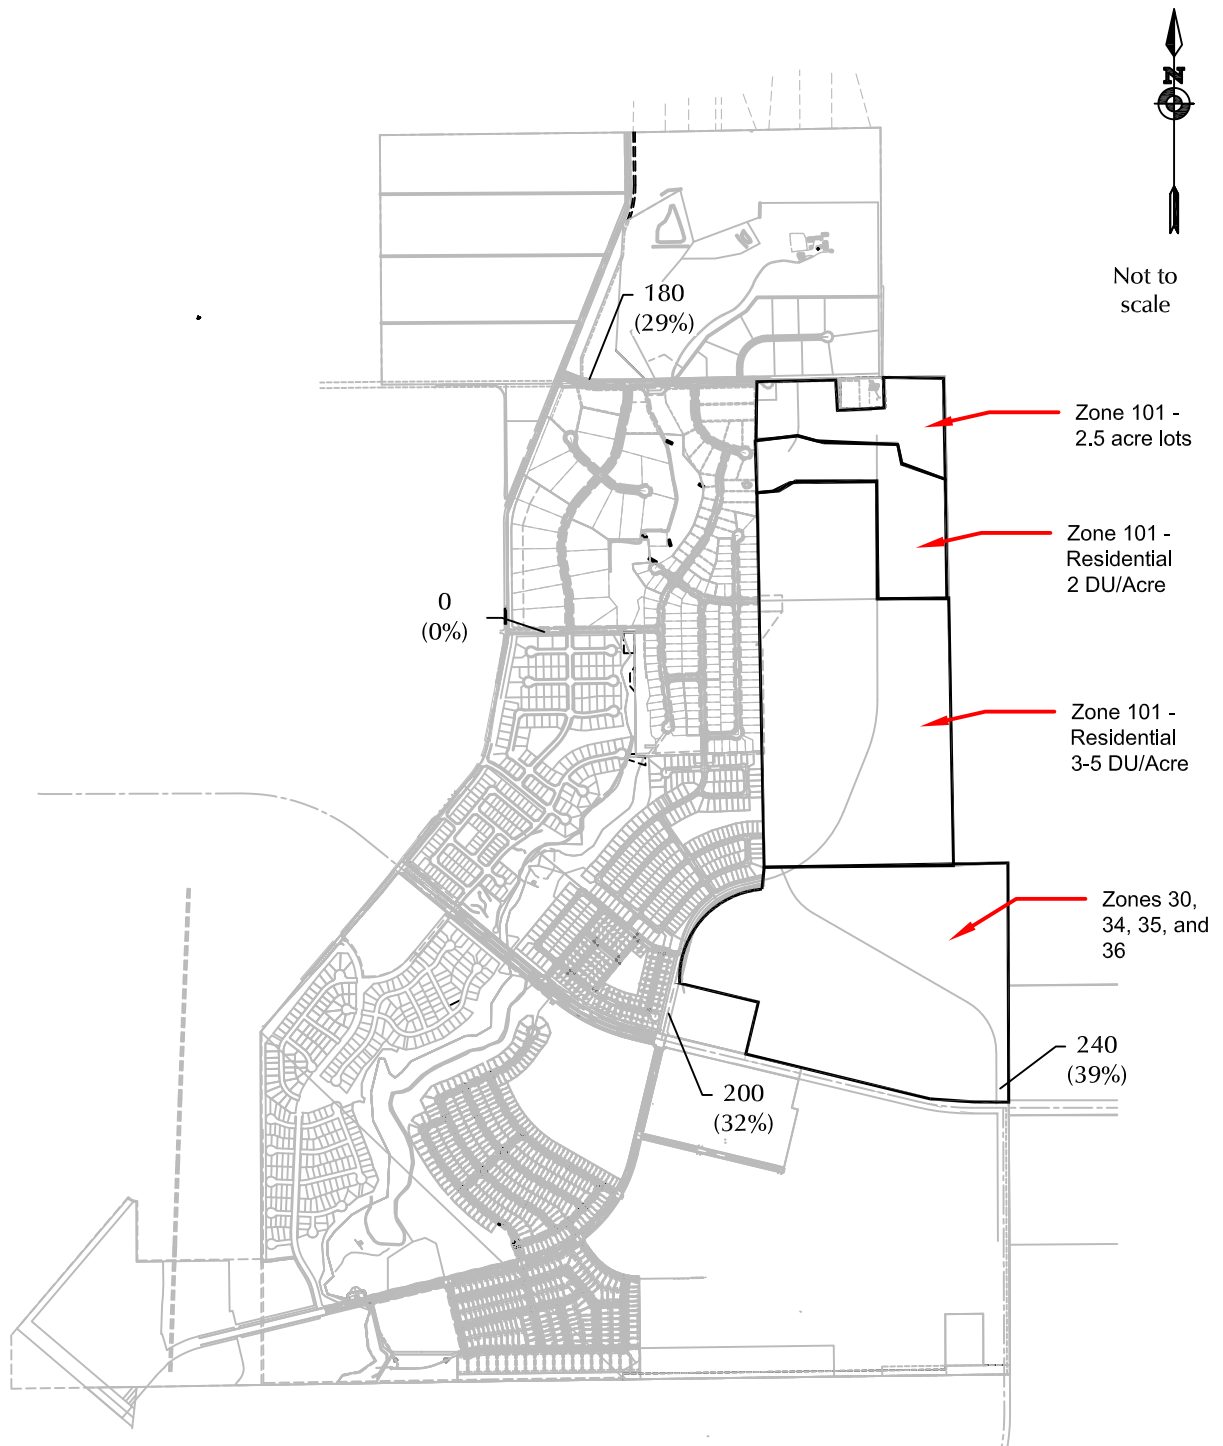 N
Not to
scale
180
(29%)
Zone 101 -
2.5 acre lots
Zone 101 -
Residential
2 DU/Acre
0
(0%)
Zone 101 -
Residential
3-5 DU/Acre
Zones 30,
34, 35, and
36
240
(39%)
200
(32%)